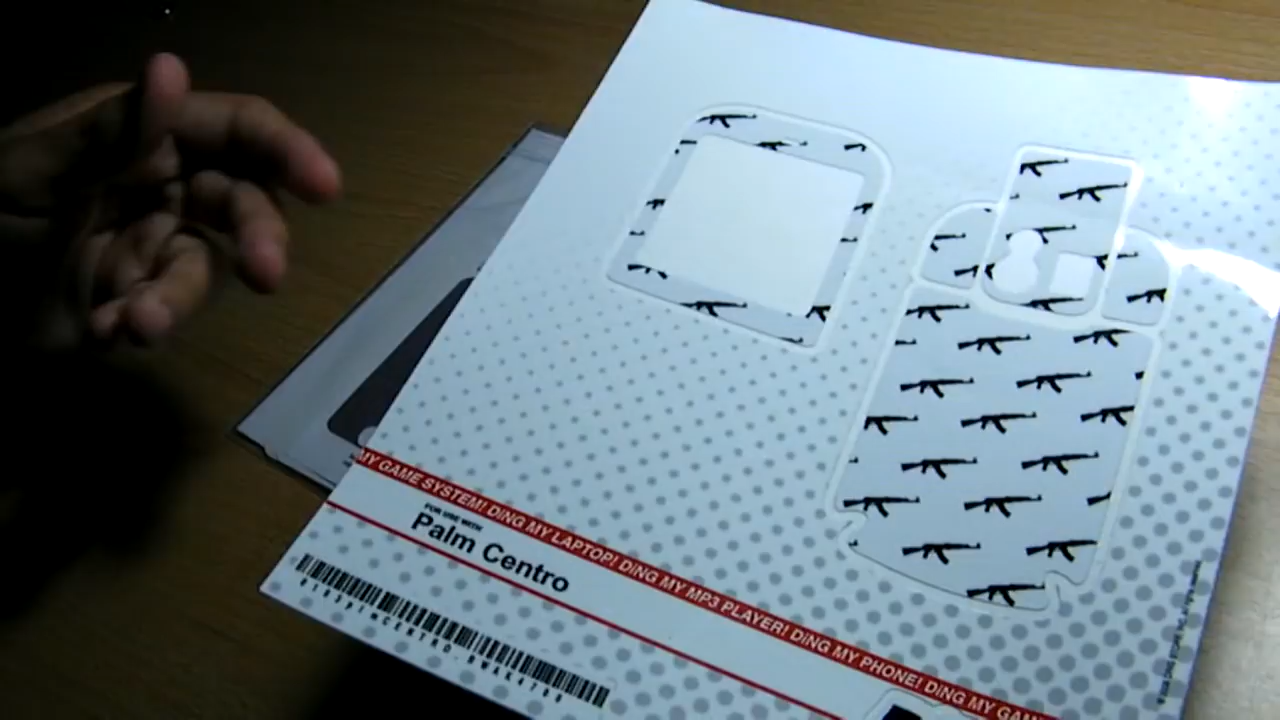 MY GAME SYSTEM! DING MY LAPTOP! DING MY MP3 PLAYER! DING MY PHONE! DING MY GAM
FOR USE WITH
Palm Centro